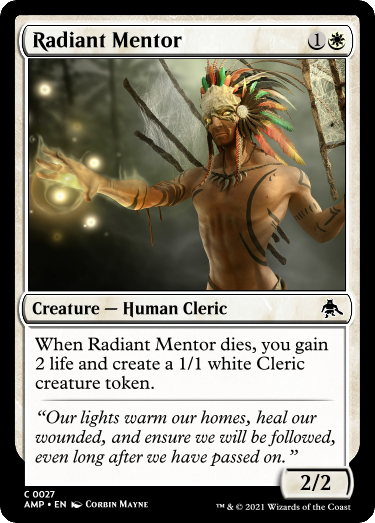 Radiant Mentor 1
Creature — Human Cleric
When Radiant Mentor dies, you gain
2 life and create a 1/1 white Cleric
creature token.
“Our lights warm our homes, heal our
wounded, and ensure we will be followed,
even long after we have passed on.”
2/2
C 0027
AMP • EN Corbin Mayne
™ & © 2021 Wizards of the Coast